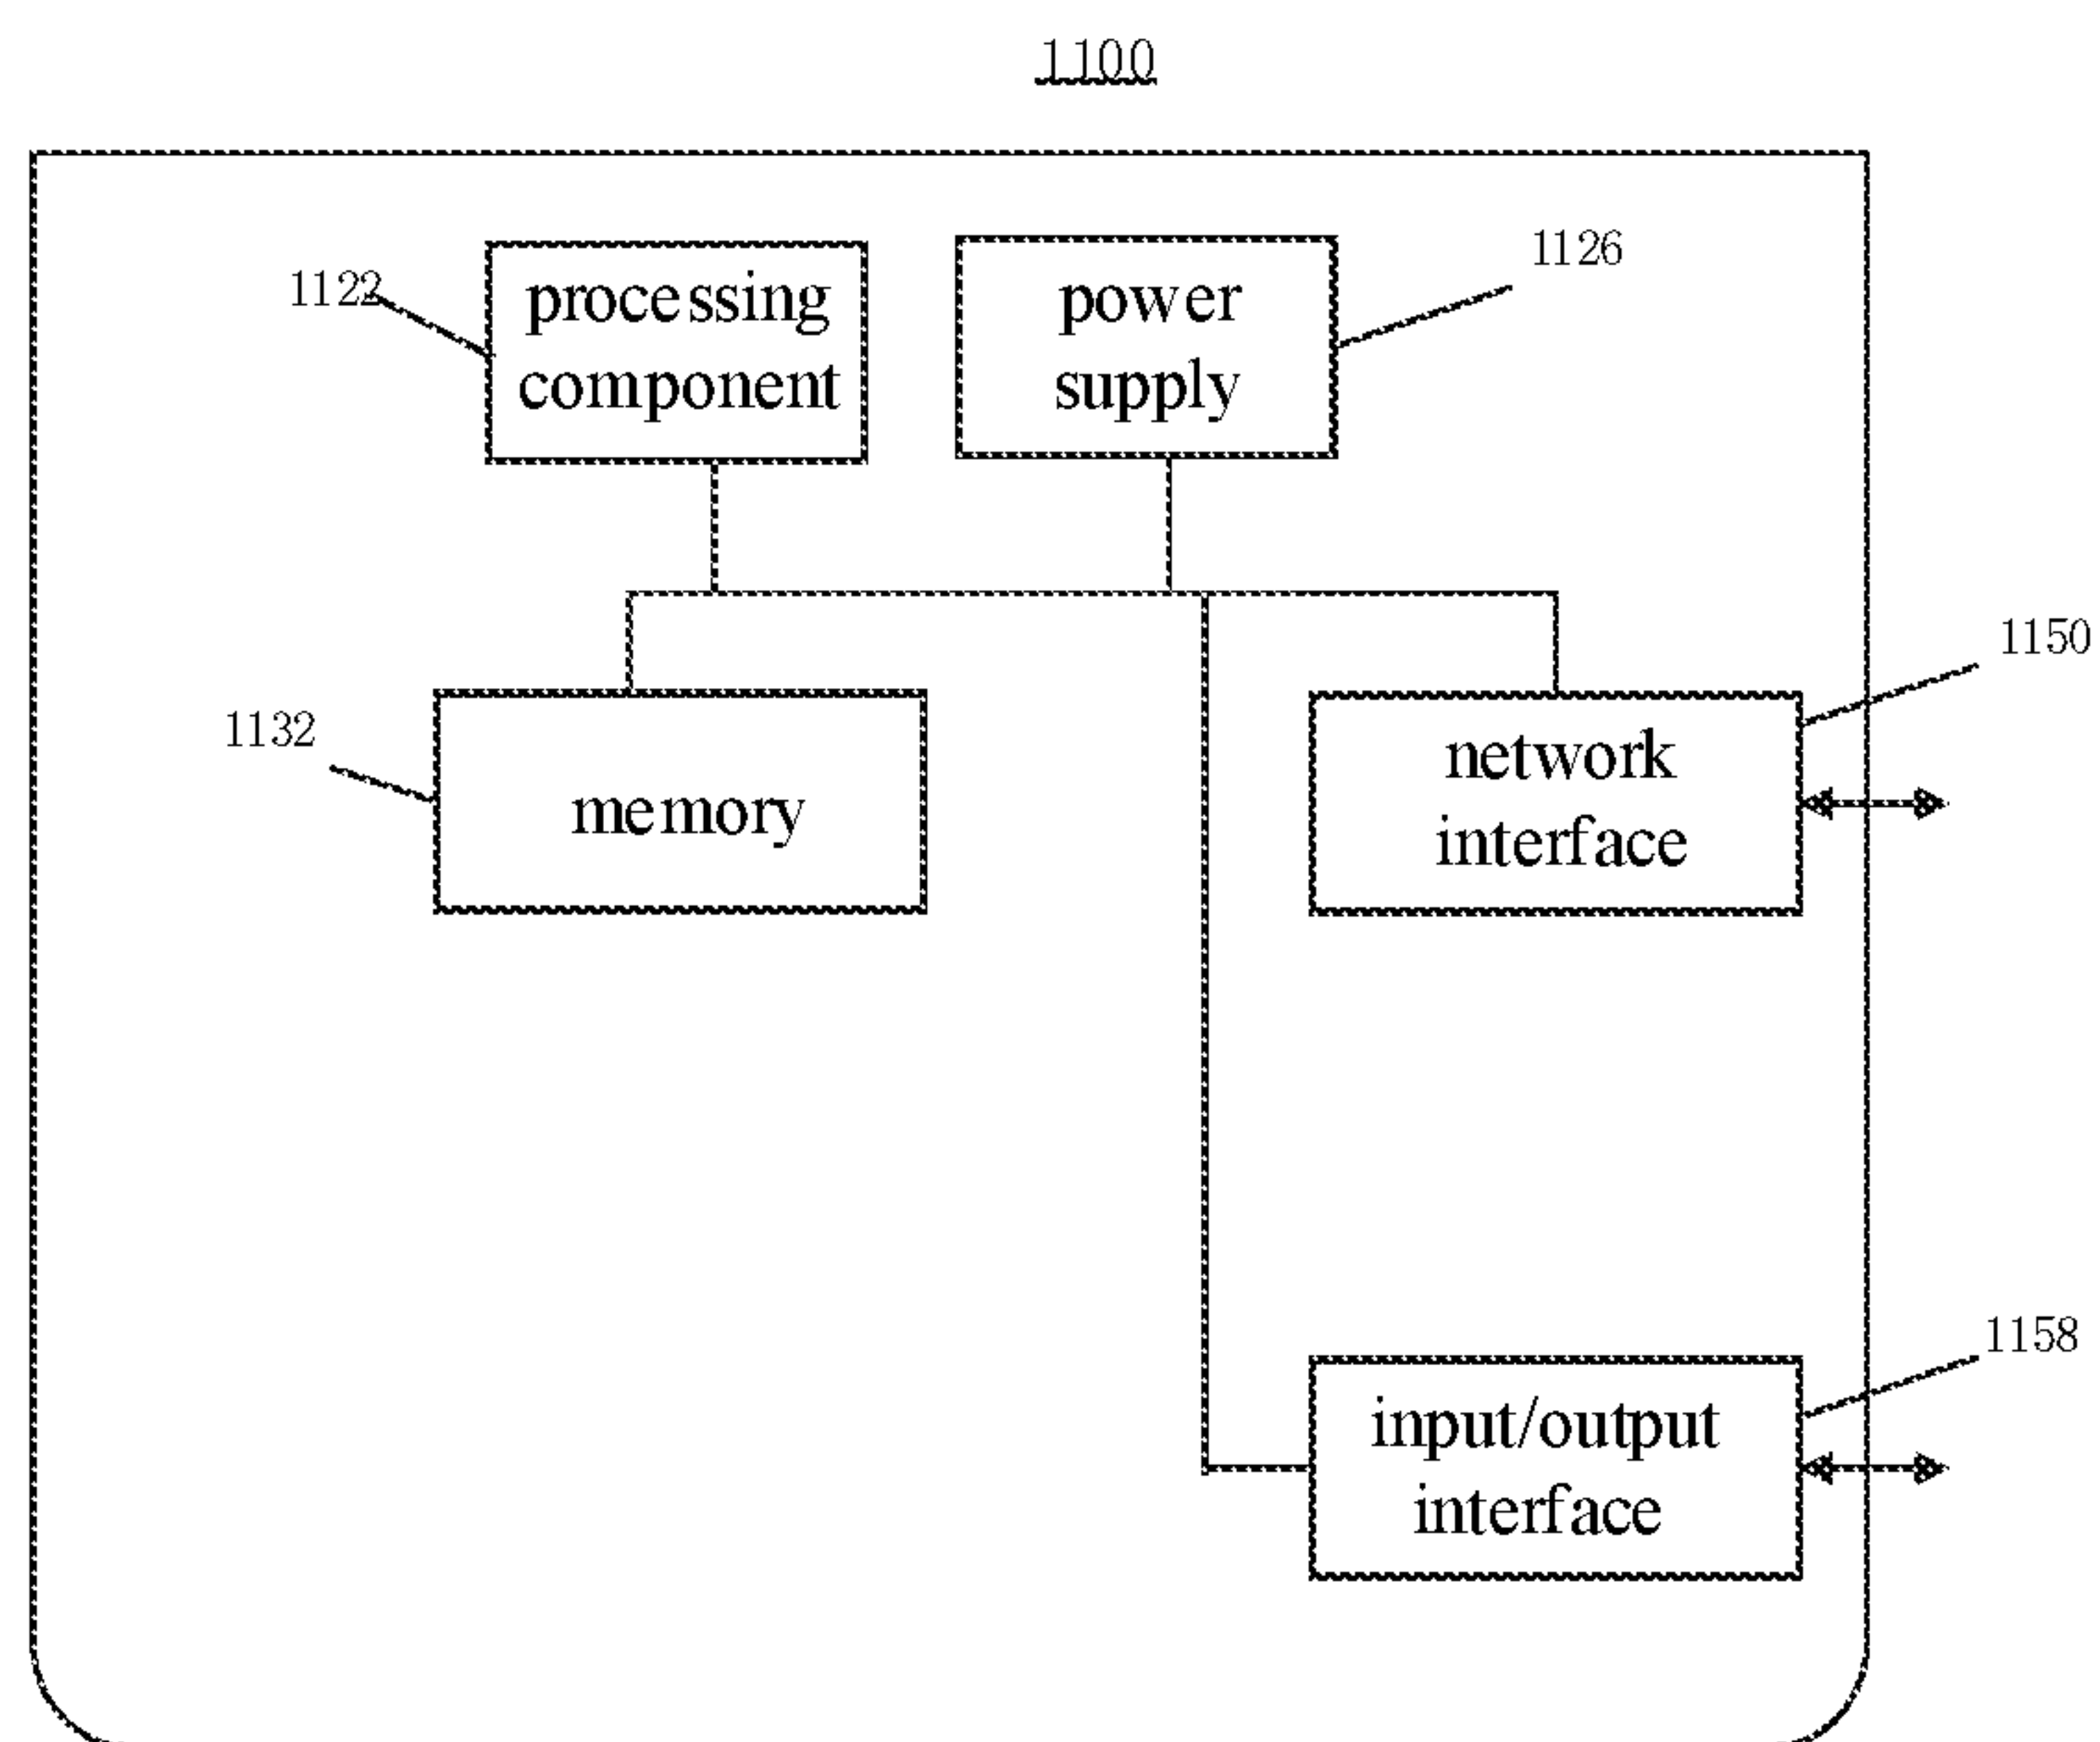 1100
1122
processing
component
power
supply
1126
1132
memory
network
interface
1150
input/output
interface
1158